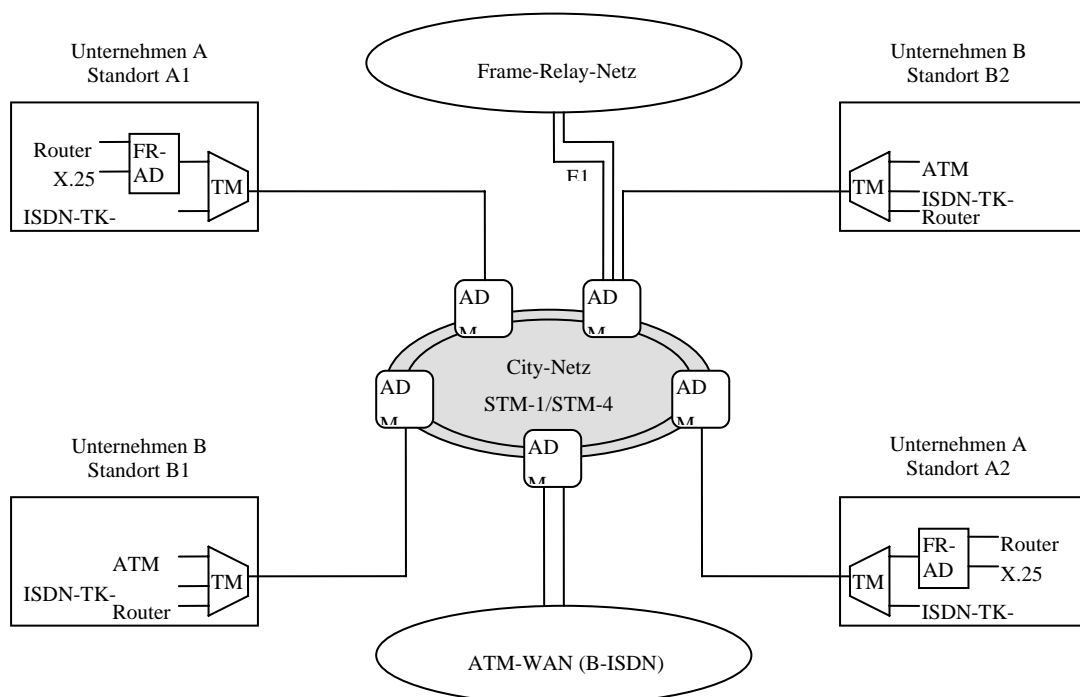 Unternehmen A
Standort A1
Router
X.25
FR-
AD
TM
ISDN-TK-
Frame-Relay-Netz
E1
Unternehmen B
Standort B2
TM
ATM
ISDN-TK-
Router
AD
M
AD
M
City-Netz
STM-1/STM-4
AD
M
AD
M
AD
M
Unternehmen B
Standort B1
ATM
ISDN-TK-
Router
TM
Unternehmen A
Standort A2
TM
FR-
AD
Router
X.25
ISDN-TK-
ATM-WAN (B-ISDN)